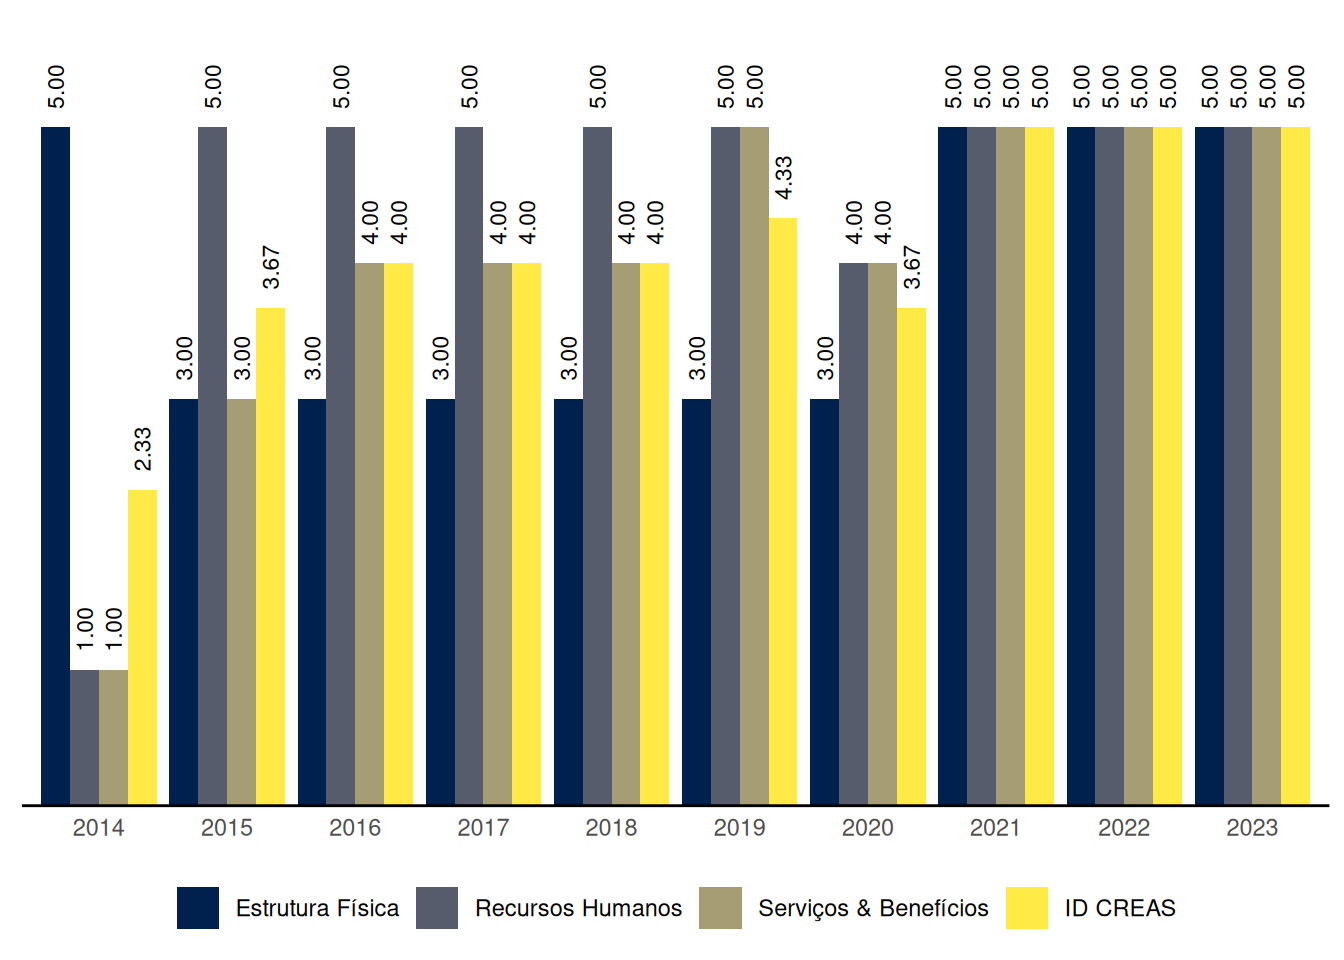 5.00 1.00 1.00 2.33 3.00 5.00 3.00 3.67 3.00 5.00 4.00 4.00 3.00 5.00 4.00 4.00 3.00 5.00 4.00 4.00 3.00 5.00 5.00 4.33 3.00 4.00 4.00 3.67 5.00 5.00 5.00 5.00 5.00 5.00 5.00 5.00 5.00 5.00 5.00 5.00
2014 2015 2016 2017 2018 2019 2020 2021 2022 2023
Estrutura Física Recursos Humanos Serviços & Benefícios ID CREAS